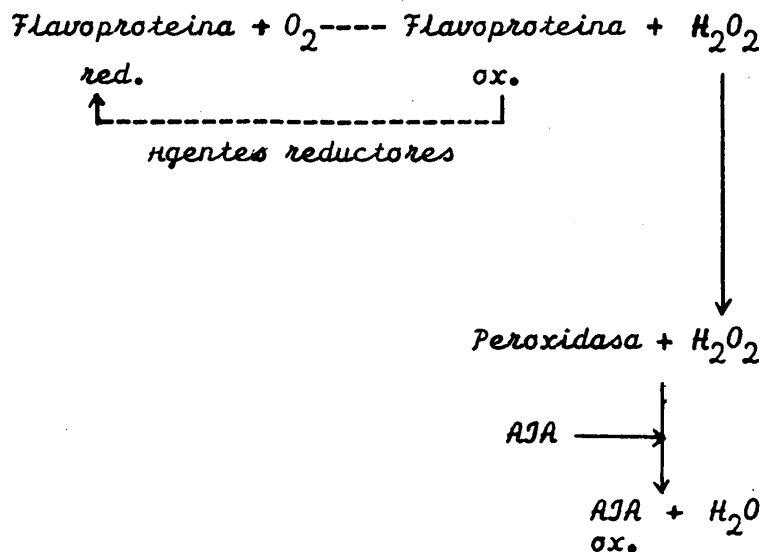 Flavoproteina + O2 ---- Flavoproteina + H2O2
red. ox.
Agentes reductores
Peroxidasa + H2O2
AIA
AIA + H2O
ox.